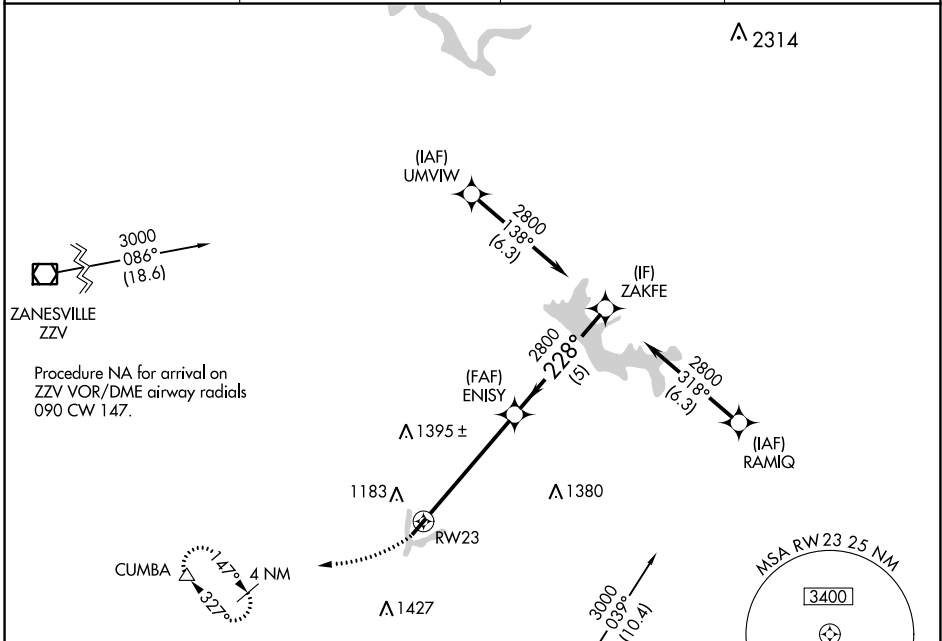 2314
(IAF)
UMVIW
2800
138°
(6.3)
3000
086°
(18.6)
ZANESVILLE
ZZV
(IF)
ZAKFE
Procedure NA for arrival on
ZZV VOR/DME airway radials
090 CW 147.
2800
228°
(5)
2800
318°
(6.3)
(FAF)
ENISY
(IAF)
RAMIQ
1395 ±
1183
1380
RW23
CUMBA
147°
4 NM
327°
1427
3000
039°
(10.4)
MSA RW 23 25 NM
3400